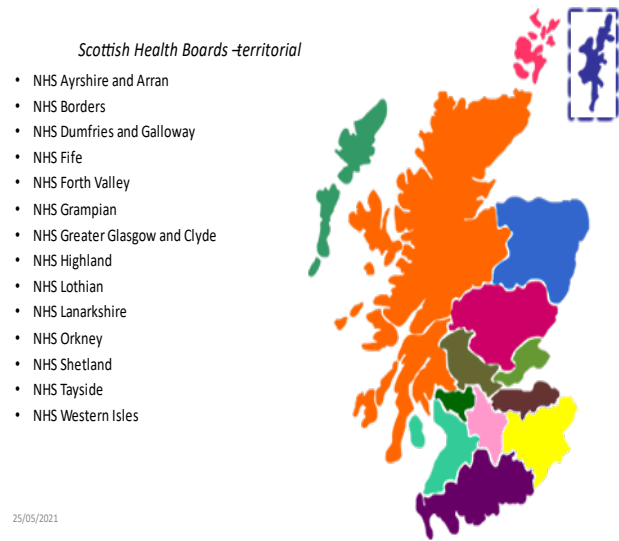 Scottish Health Boards –territorial
• NHS Ayrshire and Arran
• NHS Borders
• NHS Dumfries and Galloway
• NHS Fife
• NHS Forth Valley
• NHS Grampian
• NHS Greater Glasgow and Clyde
• NHS Highland
• NHS Lothian
• NHS Lanarkshire
• NHS Orkney
• NHS Shetland
• NHS Tayside
• NHS Western Isles
25/05/2021